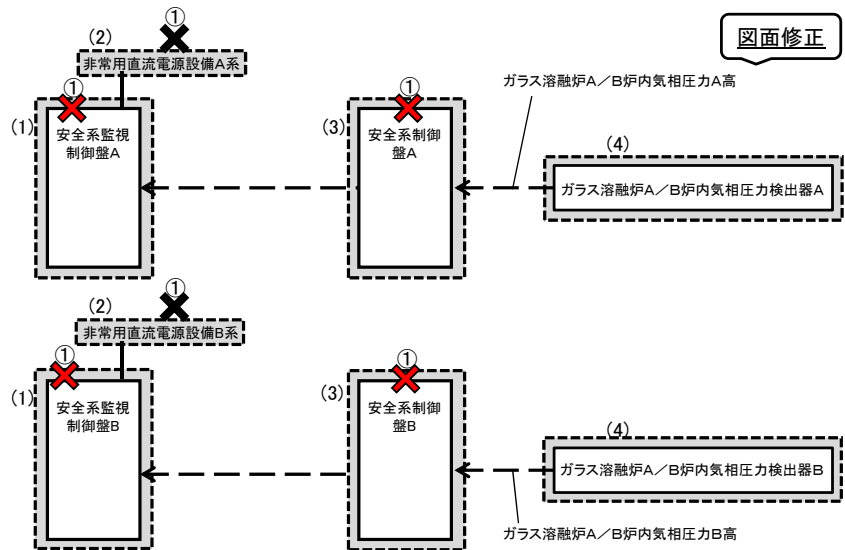 図面修正
①
(2)
非常用直流電源設備A系
①
①
ガラス溶融炉A／B炉内気相圧力A高
(1)
安全系監視
制御盤A
(3)
安全系制御
盤A
(4)
ガラス溶融炉A／B炉内気相圧力検出器A
①
(2)
非常用直流電源設備B系
①
①
(1)
安全系監視
制御盤B
(3)
安全系制御
盤B
(4)
ガラス溶融炉A／B炉内気相圧力検出器B
ガラス溶融炉A／B炉内気相圧力B高